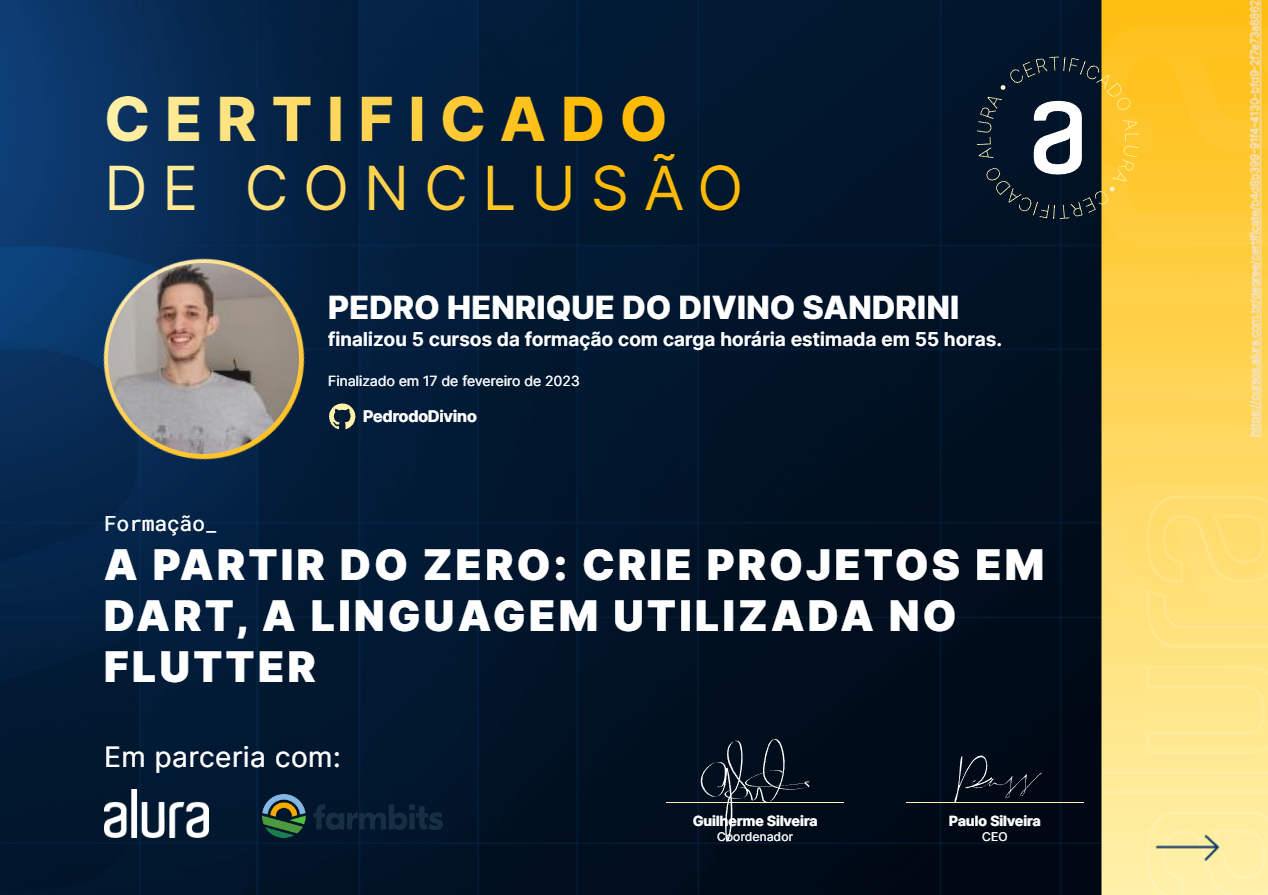 CERTIFICADO
DE CONCLUSÃO
CERTIFICADO ALURA • CERTIFICADO ALURA •
a
PEDRO HENRIQUE DO DIVINO SANDRINI
finalizou 5 cursos da formação com carga horária estimada em 55 horas.
Finalizado em 17 de fevereiro de 2023
PedrodoDivino
Formação_
A PARTIR DO ZERO: CRIE PROJETOS EM
DART, A LINGUAGEM UTILIZADA NO
FLUTTER
Em parceria com:
alura
farmbits
Guilherme Silveira
Coordenador
Paulo Silveira
CEO
alura